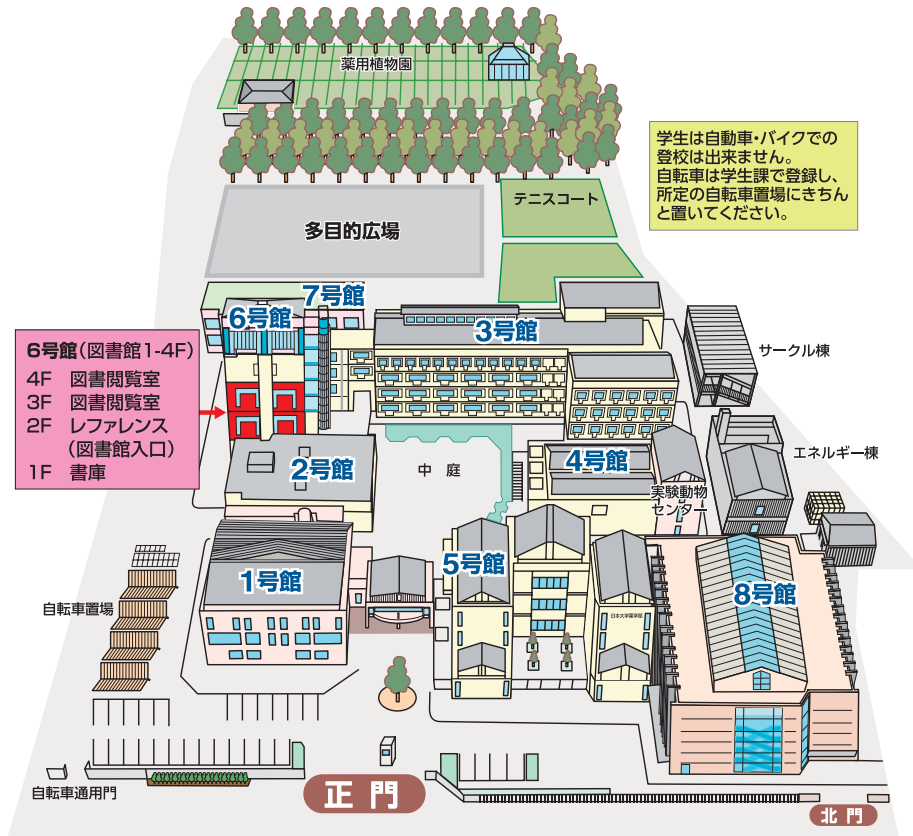 薬用植物園
学生は自動車・バイクでの
登校は出来ません。
自転車は学生課で登録し、
所定の自転車置場にきちん
と置いてください。
テニスコート
多目的広場
7号館
6号館
3号館
6号館(図書館1-4F)
4F 図書閲覧室
3F 図書閲覧室
2F レファレンス
(図書館入口)
1F 書庫
サークル棟
エネルギー棟
2号館
中庭
4号館
実験動物
センター
5号館
1号館
8号館
自転車置場
日本大学薬学部
正門
自転車通用門
北門